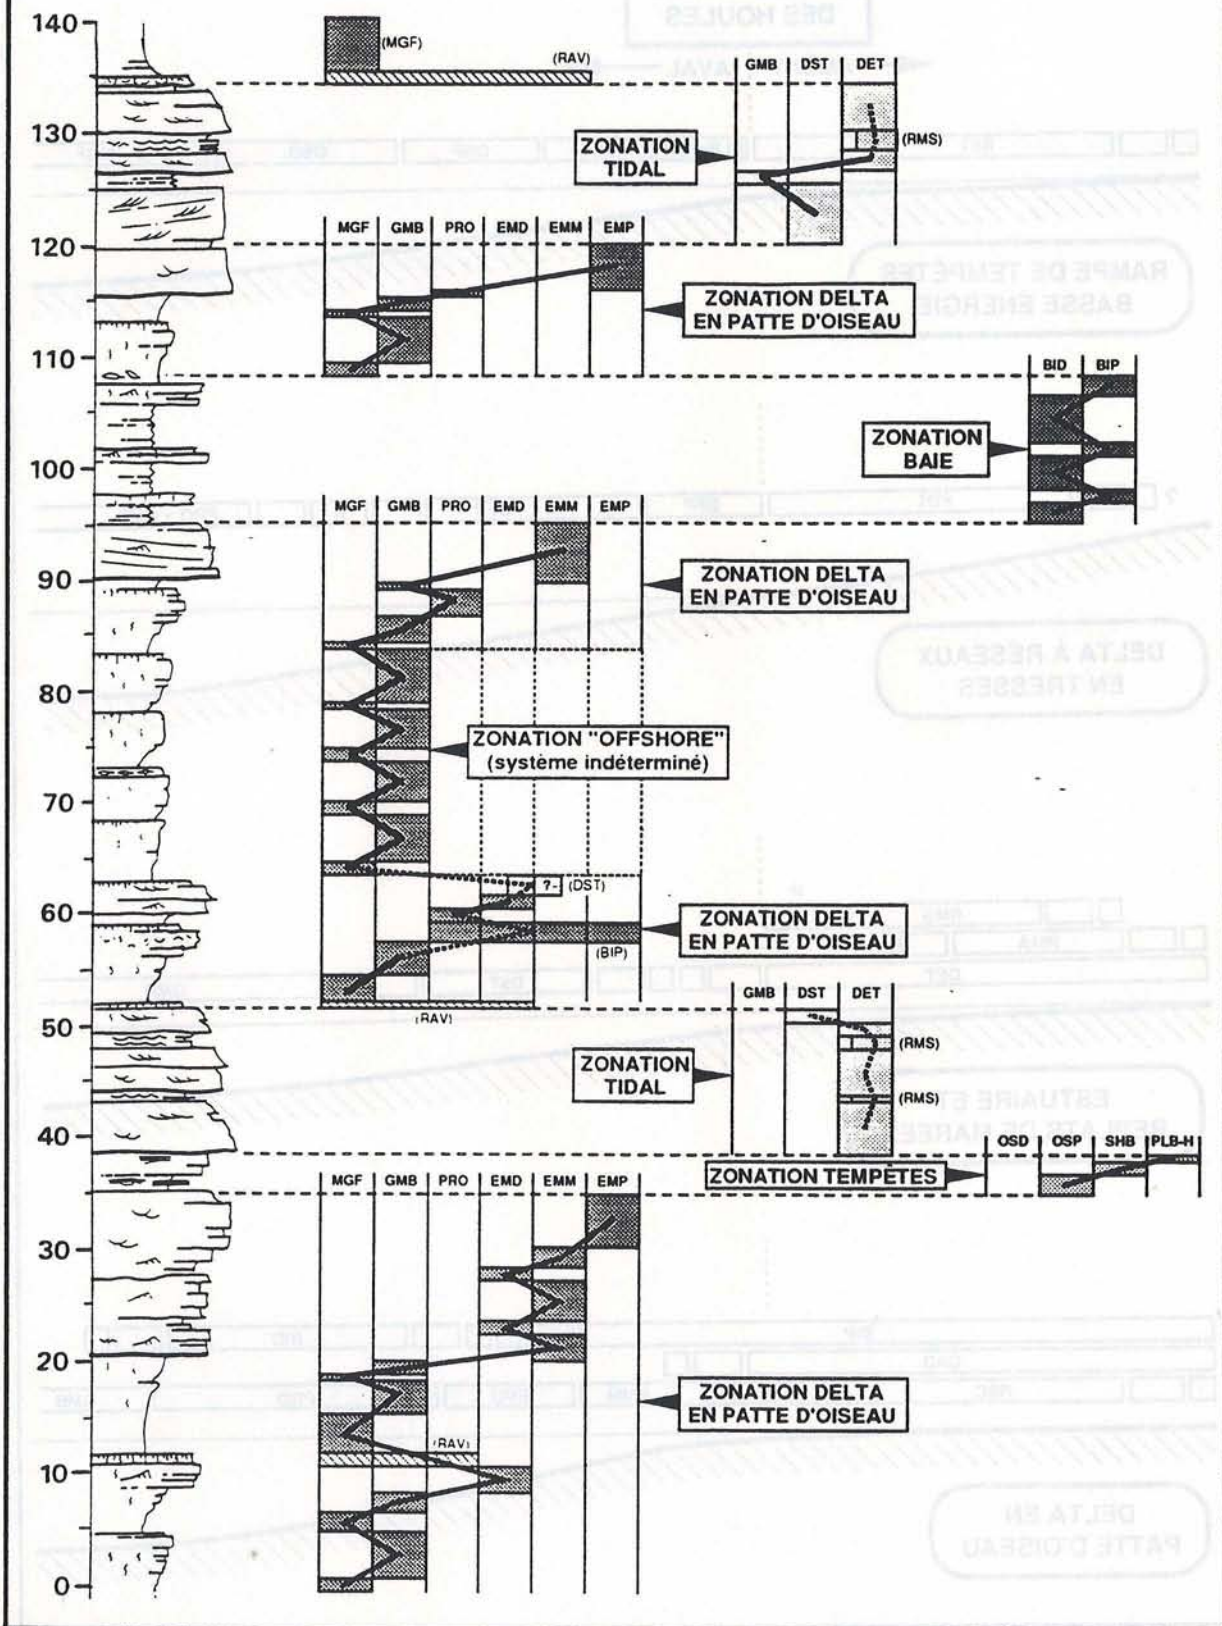 140
(MGF)
(RAV)
GMB DST DET
130
ZONATION
TIDAL
(RMS)
120
MGF GMB PRO EMD EMM EMP
ZONATION DELTA
EN PATTE D'OISEAU
110
BID BIP
ZONATION
BAIE
100
MGF GMB PRO EMD EMM EMP
90
ZONATION DELTA
EN PATTE D'OISEAU
80
ZONATION "OFFSHORE"
(système indéterminé)
70
?- (DST)
60
ZONATION DELTA
EN PATTE D'OISEAU
(BIP)
GMB DST DET
50
(RAV)
(RMS)
ZONATION
TIDAL
(RMS)
40
OSD OSP SHB PLB-H
ZONATION TEMPÊTES
MGF GMB PRO EMD EMM EMP
30
20
ZONATION DELTA
EN PATTE D'OISEAU
(RAV)
10
0